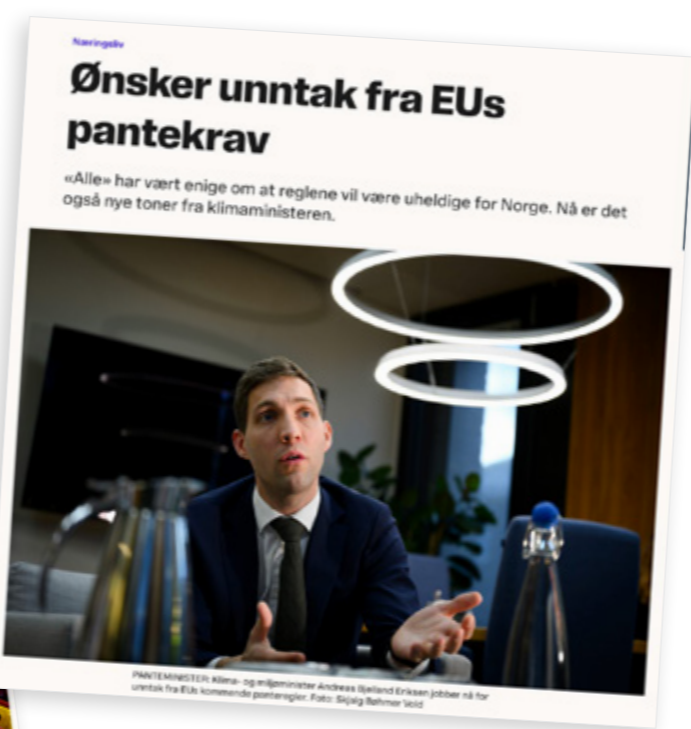 Næringsliv
Ønsker unntak fra EUs
pantekrav
«Alle» har vært enige om at reglene vil være uheldige for Norge. Nå er det
også nye toner fra klimaministeren.
PANTEMINISTER: Klima- og miljøminister Andreas Bjelland Eriksen jobber nå for
unntak fra EUs kommende panteregler. Foto: Skjalg Bøhmer Vold